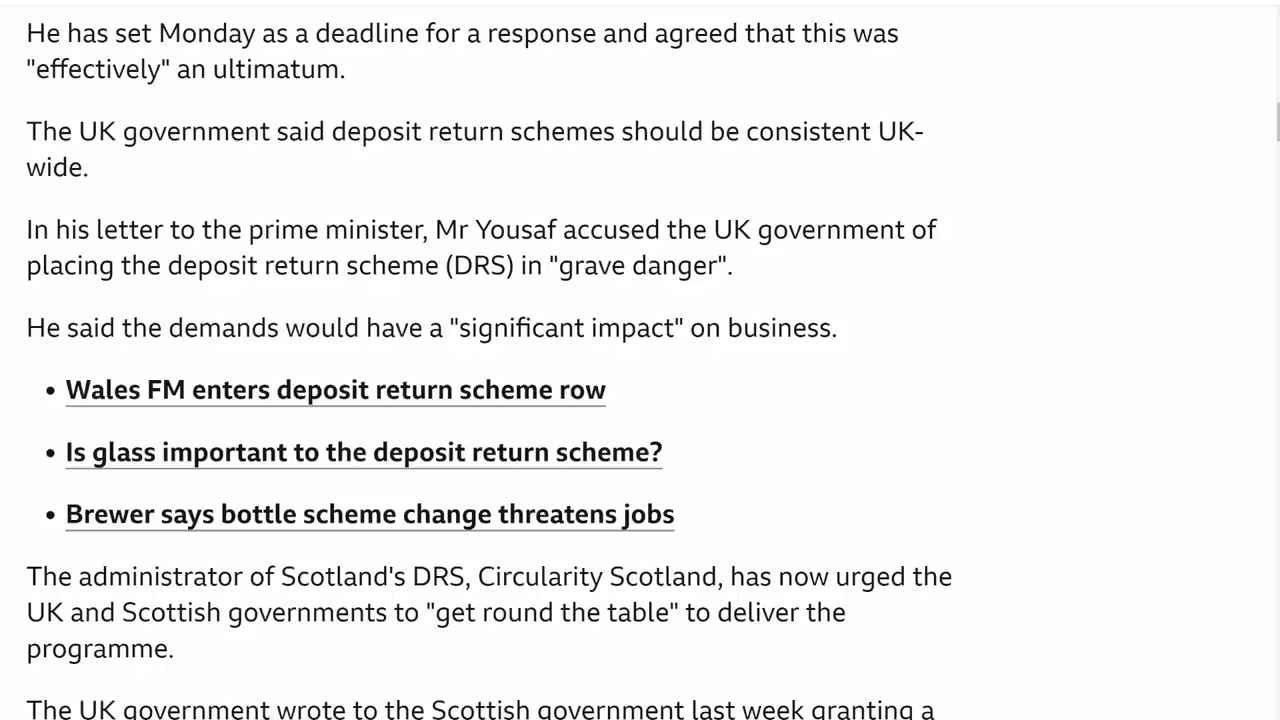 He has set Monday as a deadline for a response and agreed that this was
"effectively" an ultimatum.
The UK government said deposit return schemes should be consistent UK-
wide.
In his letter to the prime minister, Mr Yousaf accused the UK government of
placing the deposit return scheme (DRS) in "grave danger".
He said the demands would have a "significant impact" on business.
• Wales FM enters deposit return scheme row
• Is glass important to the deposit return scheme?
• Brewer says bottle scheme change threatens jobs
The administrator of Scotland's DRS, Circularity Scotland, has now urged the
UK and Scottish governments to "get round the table" to deliver the
programme.
The UK government wrote to the Scottish government last week granting a